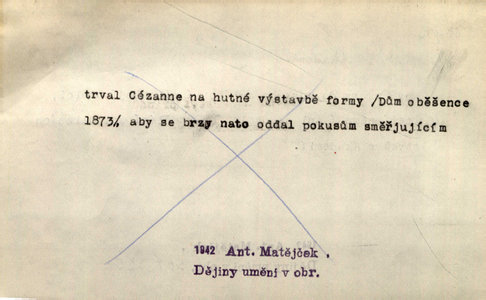 trval Cézanne na hutné výstavbě formy /Dům oběšence
1873/, aby se brzy nato oddal pokusům směřujícím
1942 Ant. Matějček .
Dějiny umění v obr.